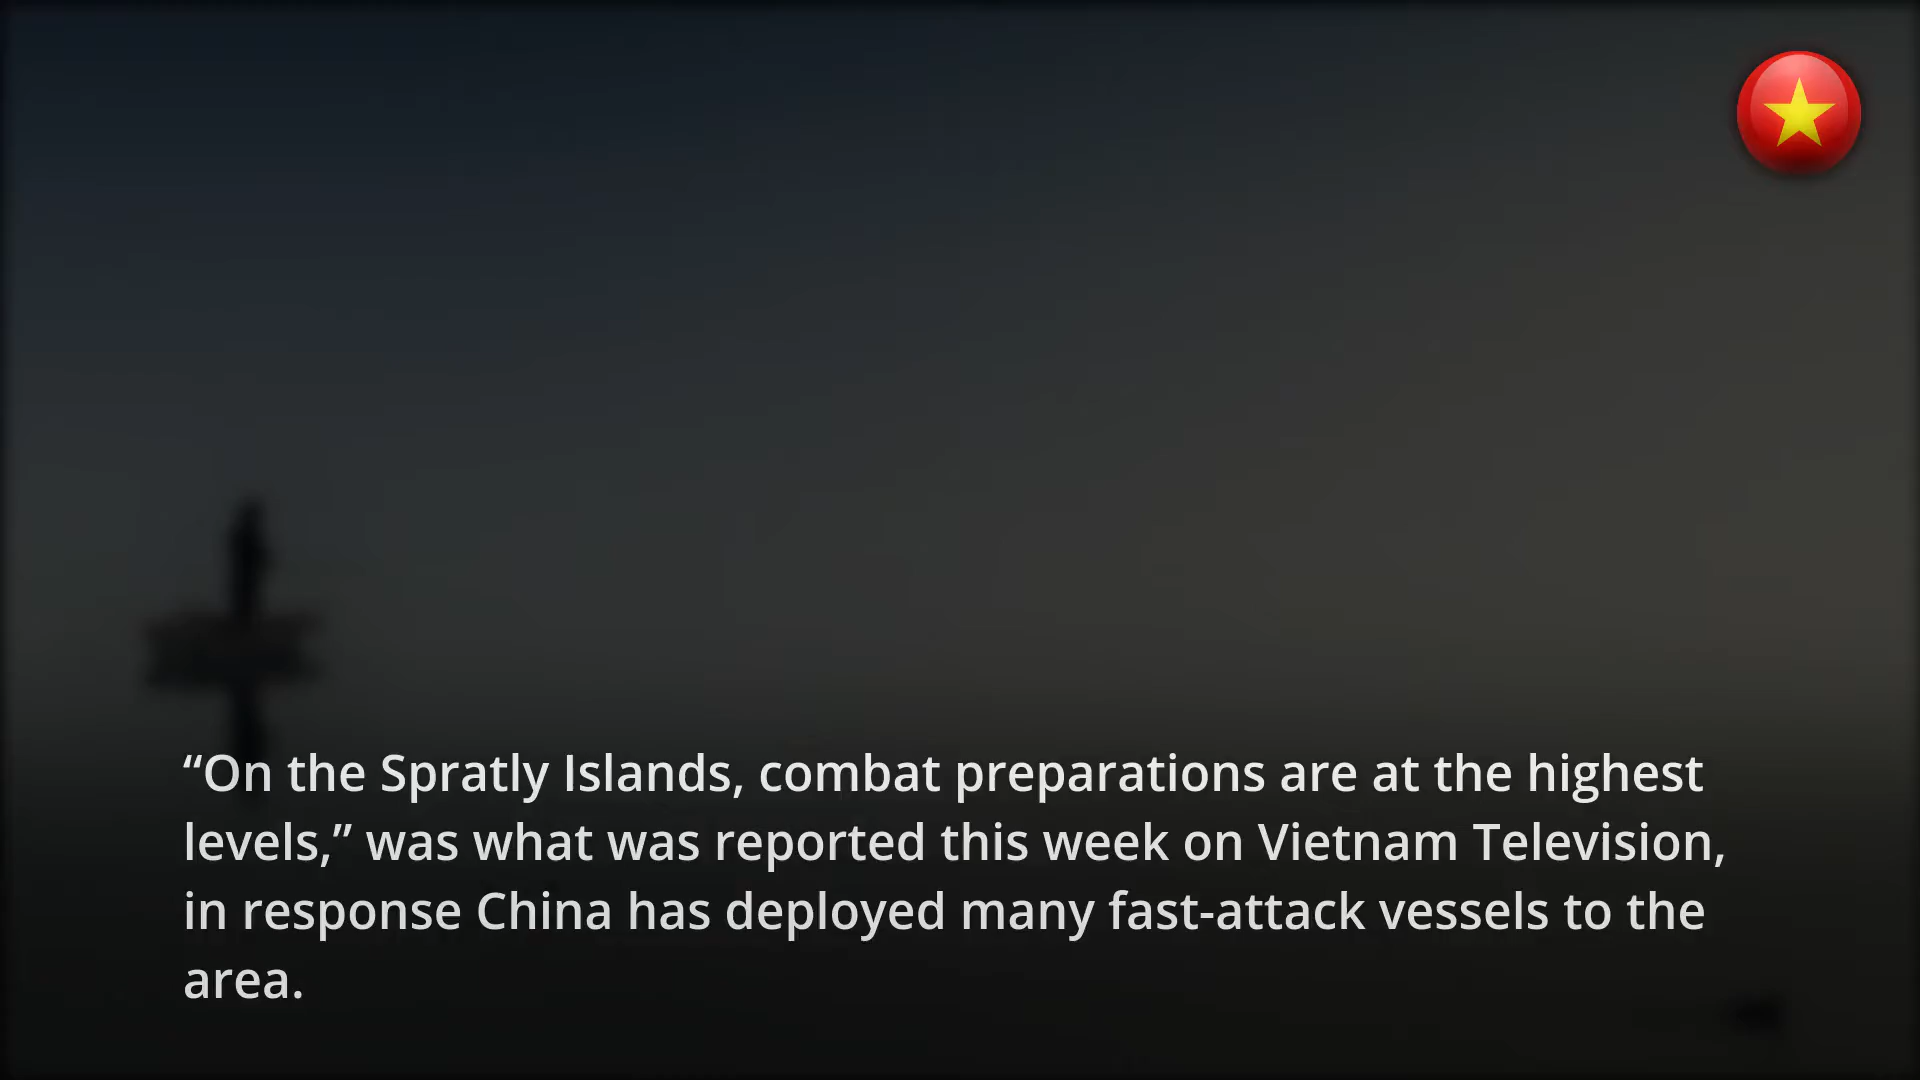 “On the Spratly Islands, combat preparations are at the highest
levels,” was what was reported this week on Vietnam Television,
in response China has deployed many fast-attack vessels to the
area.